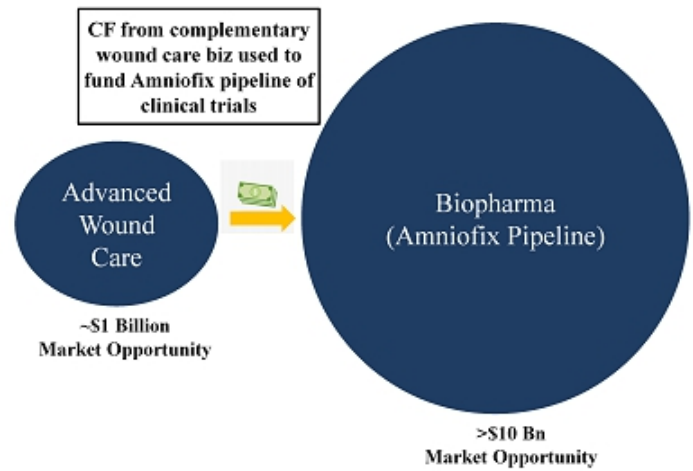 CF from complementary
wound care biz used to
fund Amniofix pipeline of
clinical trials
Advanced
Wound
Care
~$1 Billion
Market Opportunity
Biopharma
(Amniofix Pipeline)
>$10 Bn
Market Opportunity